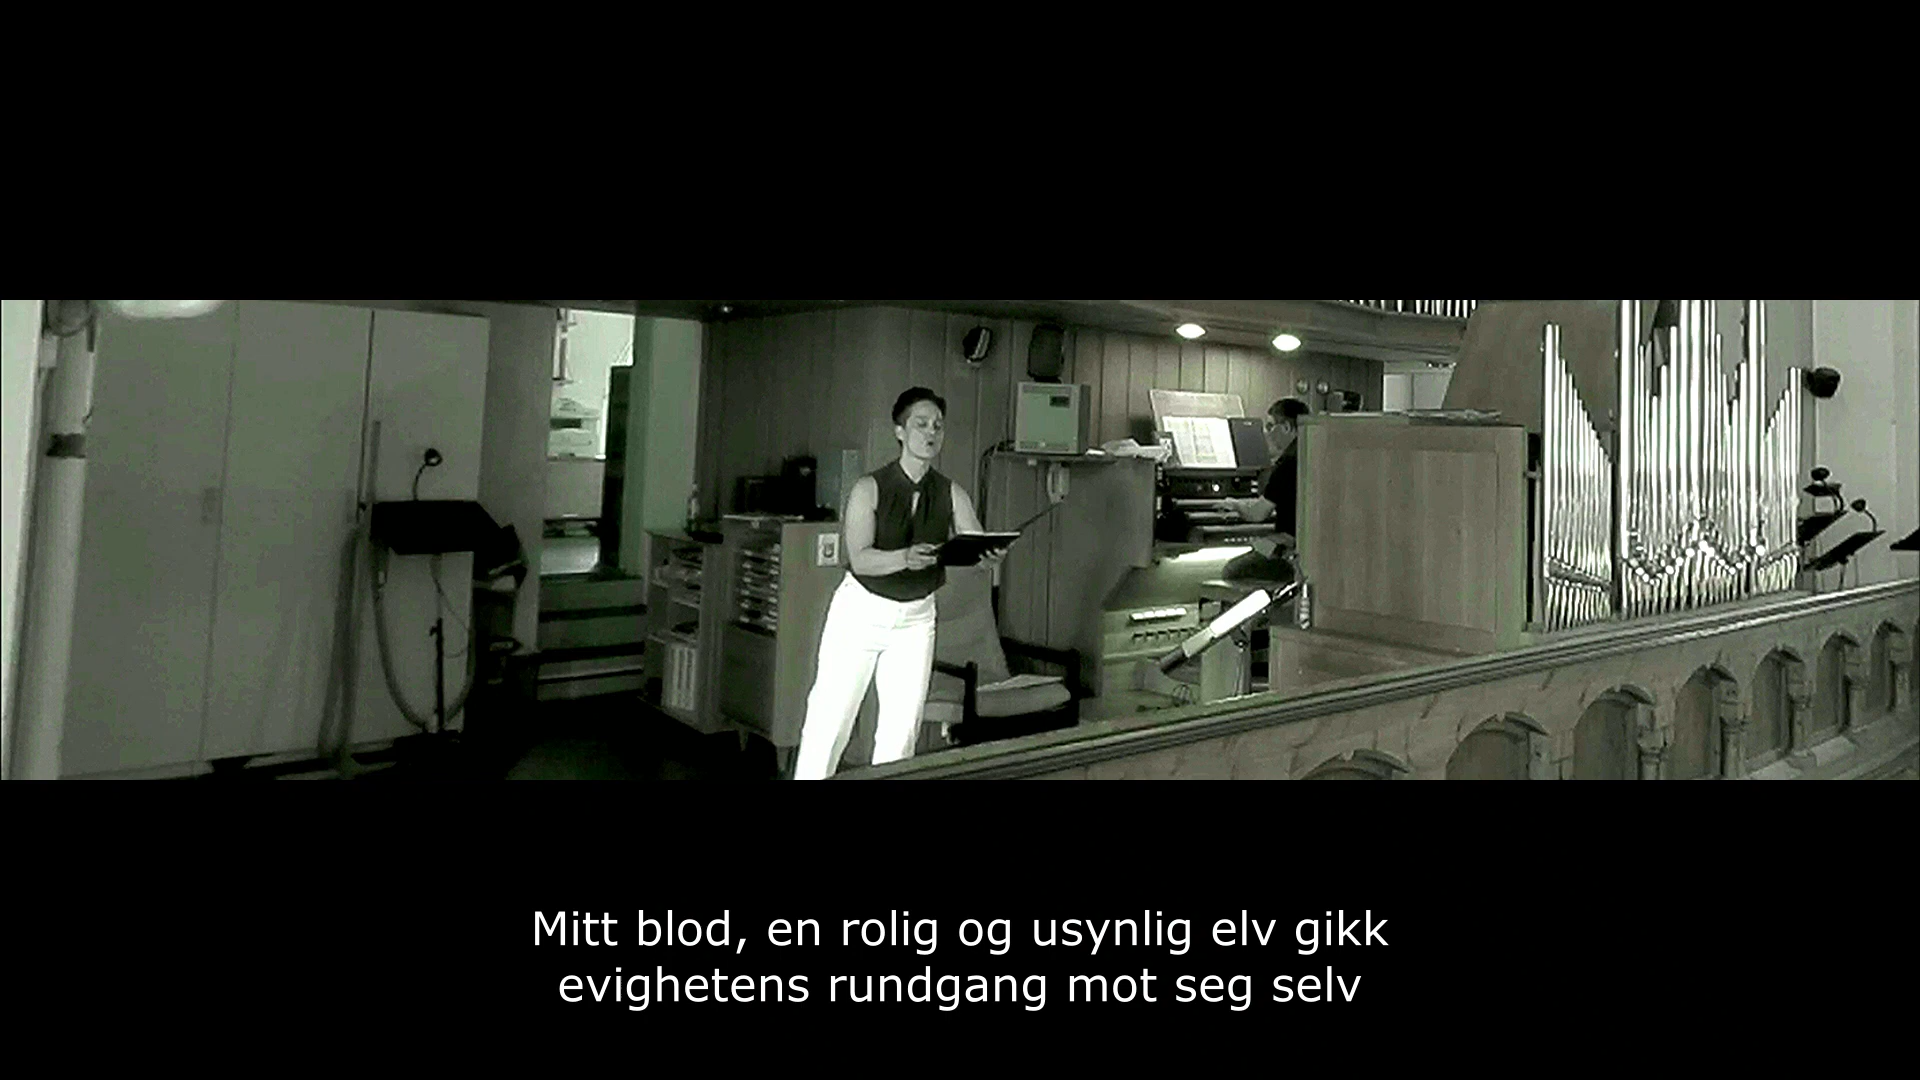 Mitt blod, en rolig og usynlig elv gikk
evighetens rundgang mot seg selv